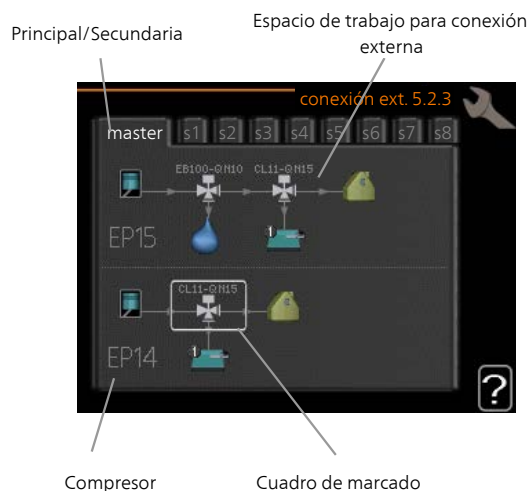 Principal/Secundaria
Espacio de trabajo para conexión
externa
conexión ext. 5.2.3
master s1 s2 s3 s4 s5 s6 s7 s8
EB100-QN10 CL11-QN15
1
EP15
CL11-QN15
1
EP14
?
Compresor
Cuadro de marcado